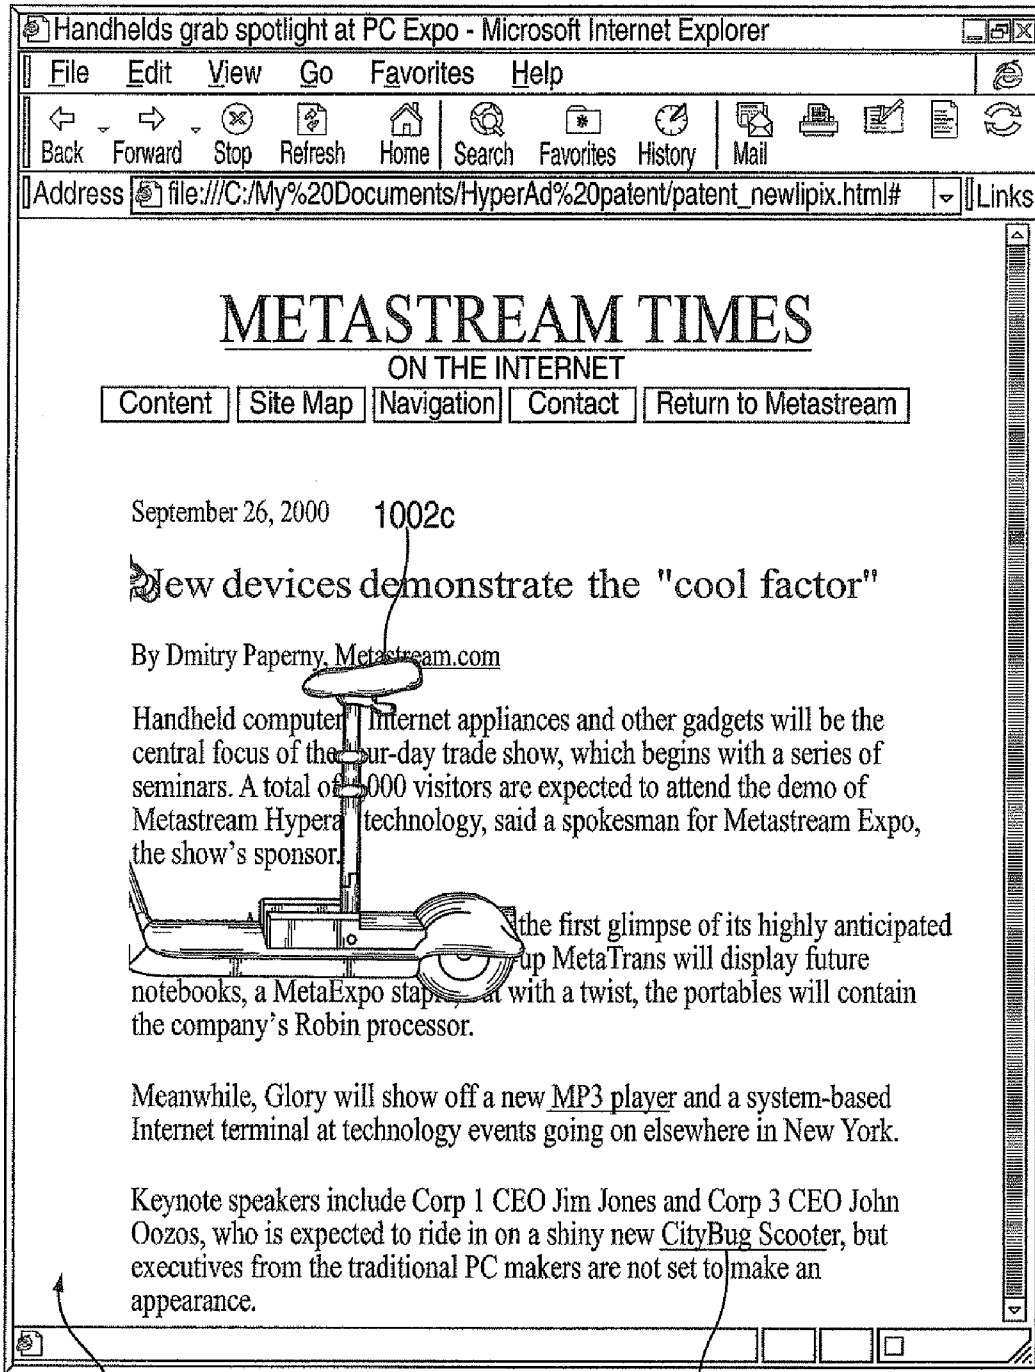 Handhelds grab spotlight at PC Expo - Microsoft Internet Explorer
File Edit View Go Favorites Help
Back Forward Stop Refresh Home Search Favorites History Mail
Address file:///C:/My%20Documents/HyperAd%20patent/patent_newlipix.html# Links
METASTREAM TIMES
ON THE INTERNET
Content Site Map Navigation Contact Return to Metastream
September 26, 2000 1002c
New devices demonstrate the "cool factor"
By Dmitry Paperny, Metastream.com
Handheld computer Internet appliances and other gadgets will be the
central focus of the ur-day trade show, which begins with a series of
seminars. A total of 000 visitors are expected to attend the demo of
Metastream Hypera technology, said a spokesman for Metastream Expo,
the show's sponsor.
the first glimpse of its highly anticipated
up MetaTrans will display future
notebooks, a MetaExpo with a twist, the portables will contain
the company's Robin processor.
Meanwhile, Glory will show off a new MP3 player and a system-based
Internet terminal at technology events going on elsewhere in New York.
Keynote speakers include Corp 1 CEO Jim Jones and Corp 3 CEO John
Oozos, who is expected to ride in on a shiny new CityBug Scooter, but
executives from the traditional PC makers are not set to make an
appearance.